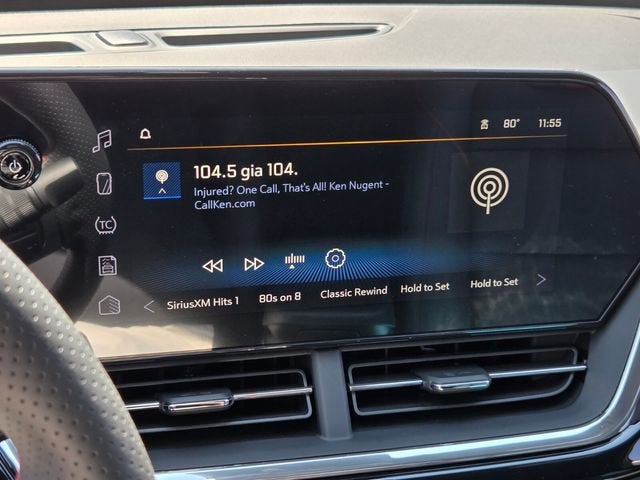 80° 11:55
104.5 gia 104.
Injured? One Call, That's All! Ken Nugent -
CallKen.com
TC
SiriusXM Hits 1 80s on 8 Classic Rewind Hold to Set Hold to Set